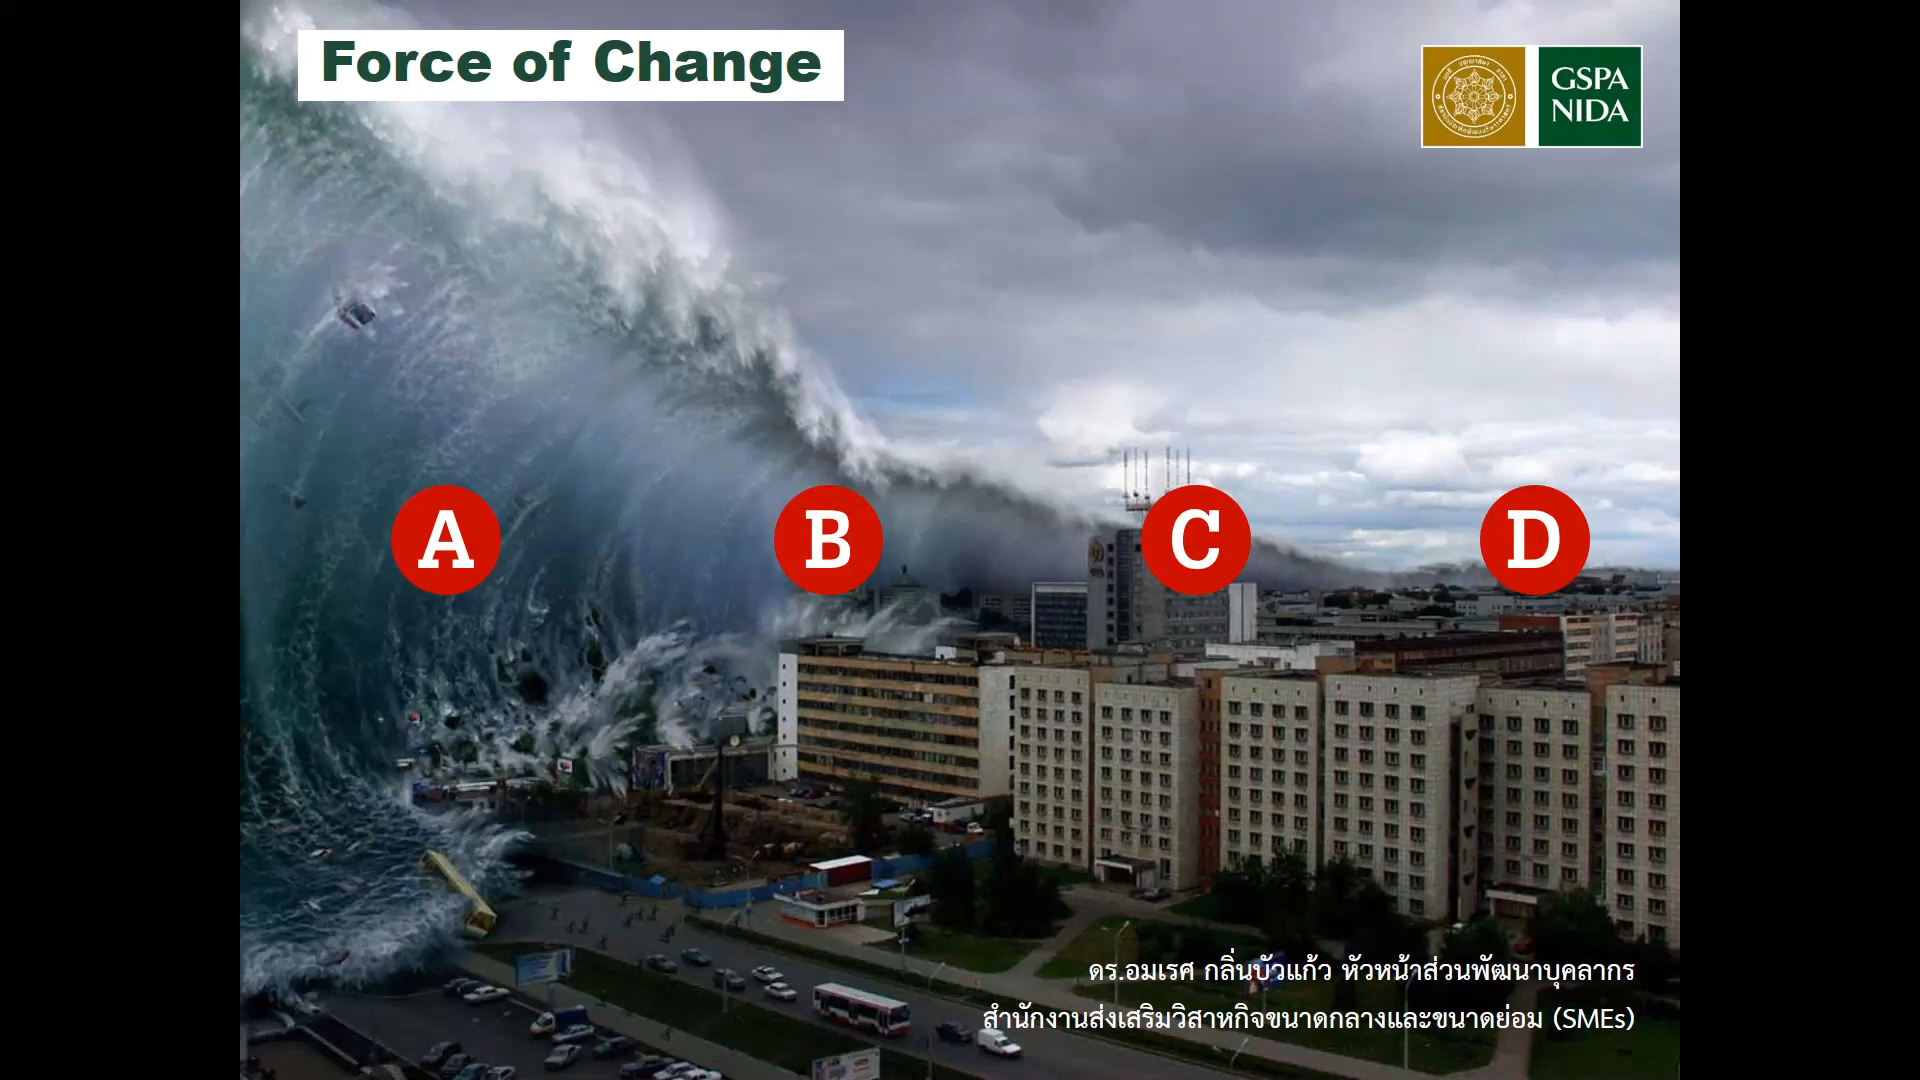 Force of Change
GSPA
NIDA
A
B
C
D
ดร.อมเรศ กลิ่นบัวแก้ว หัวหน้าส่วนพัฒนาบุคลากร
สำนักงานส่งเสริมวิสาหกิจขนาดกลางและขนาดย่อม (SMEs)